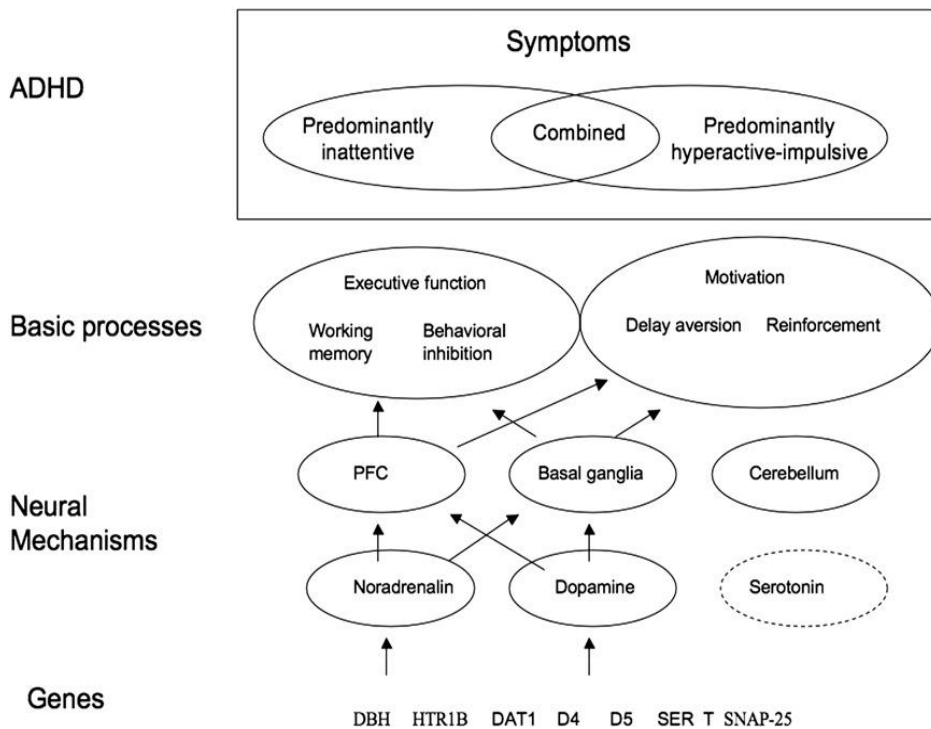 Symptoms
ADHD
Predominantly inattentive
Combined
Predominantly hyperactive-impulsive
Basic processes
Executive function
Working memory
Behavioral inhibition
Motivation
Delay aversion
Reinforcement
Neural Mechanisms
PFC
Basal ganglia
Cerebellum
Noradrenalin
Dopamine
Serotonin
Genes
DBH HTR1B DAT1 D4 D5 SER T SNAP-25